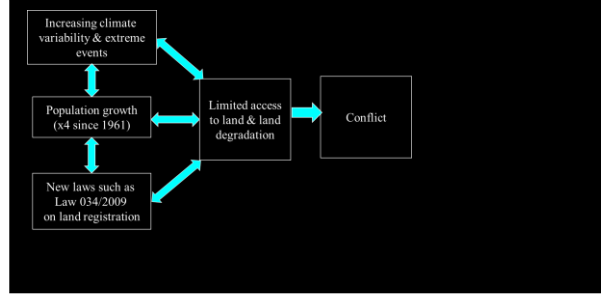 Increasing climate
variability & extreme
events
Population growth
(x4 since 1961)
New laws such as
Law 034/2009
on land registration
Limited access
to land & land
degradation
Conflict